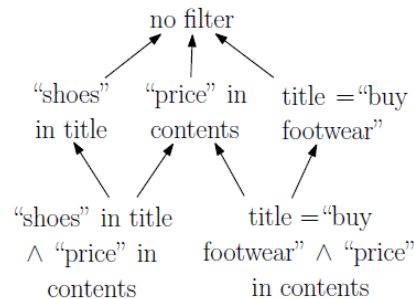 no filter
“shoes”
in title
“price” in
contents
title =“buy
footwear”
“shoes” in title
∧ “price” in
contents
title =“buy
footwear” ∧ “price”
in contents